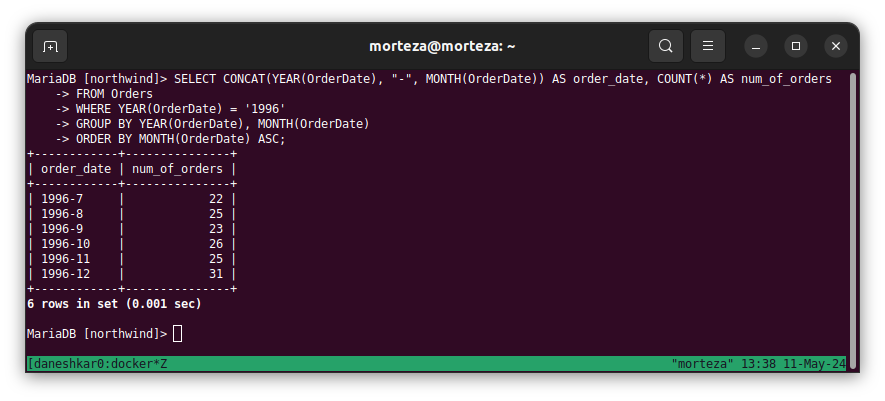 morteza@morteza: ~
MariaDB [northwind]> SELECT CONCAT(YEAR(OrderDate), "-", MONTH(OrderDate)) AS order_date, COUNT(*) AS num_of_orders
    -> FROM Orders
    -> WHERE YEAR(OrderDate) = '1996'
    -> GROUP BY YEAR(OrderDate), MONTH(OrderDate)
    -> ORDER BY MONTH(OrderDate) ASC;
+------------+---------------+
| order_date | num_of_orders |
+------------+---------------+
| 1996-7     |            22 |
| 1996-8     |            25 |
| 1996-9     |            23 |
| 1996-10    |            26 |
| 1996-11    |            25 |
| 1996-12    |            31 |
+------------+---------------+
6 rows in set (0.001 sec)
MariaDB [northwind]>
[daneshkar0:docker*Z "morteza" 13:38 11-May-24